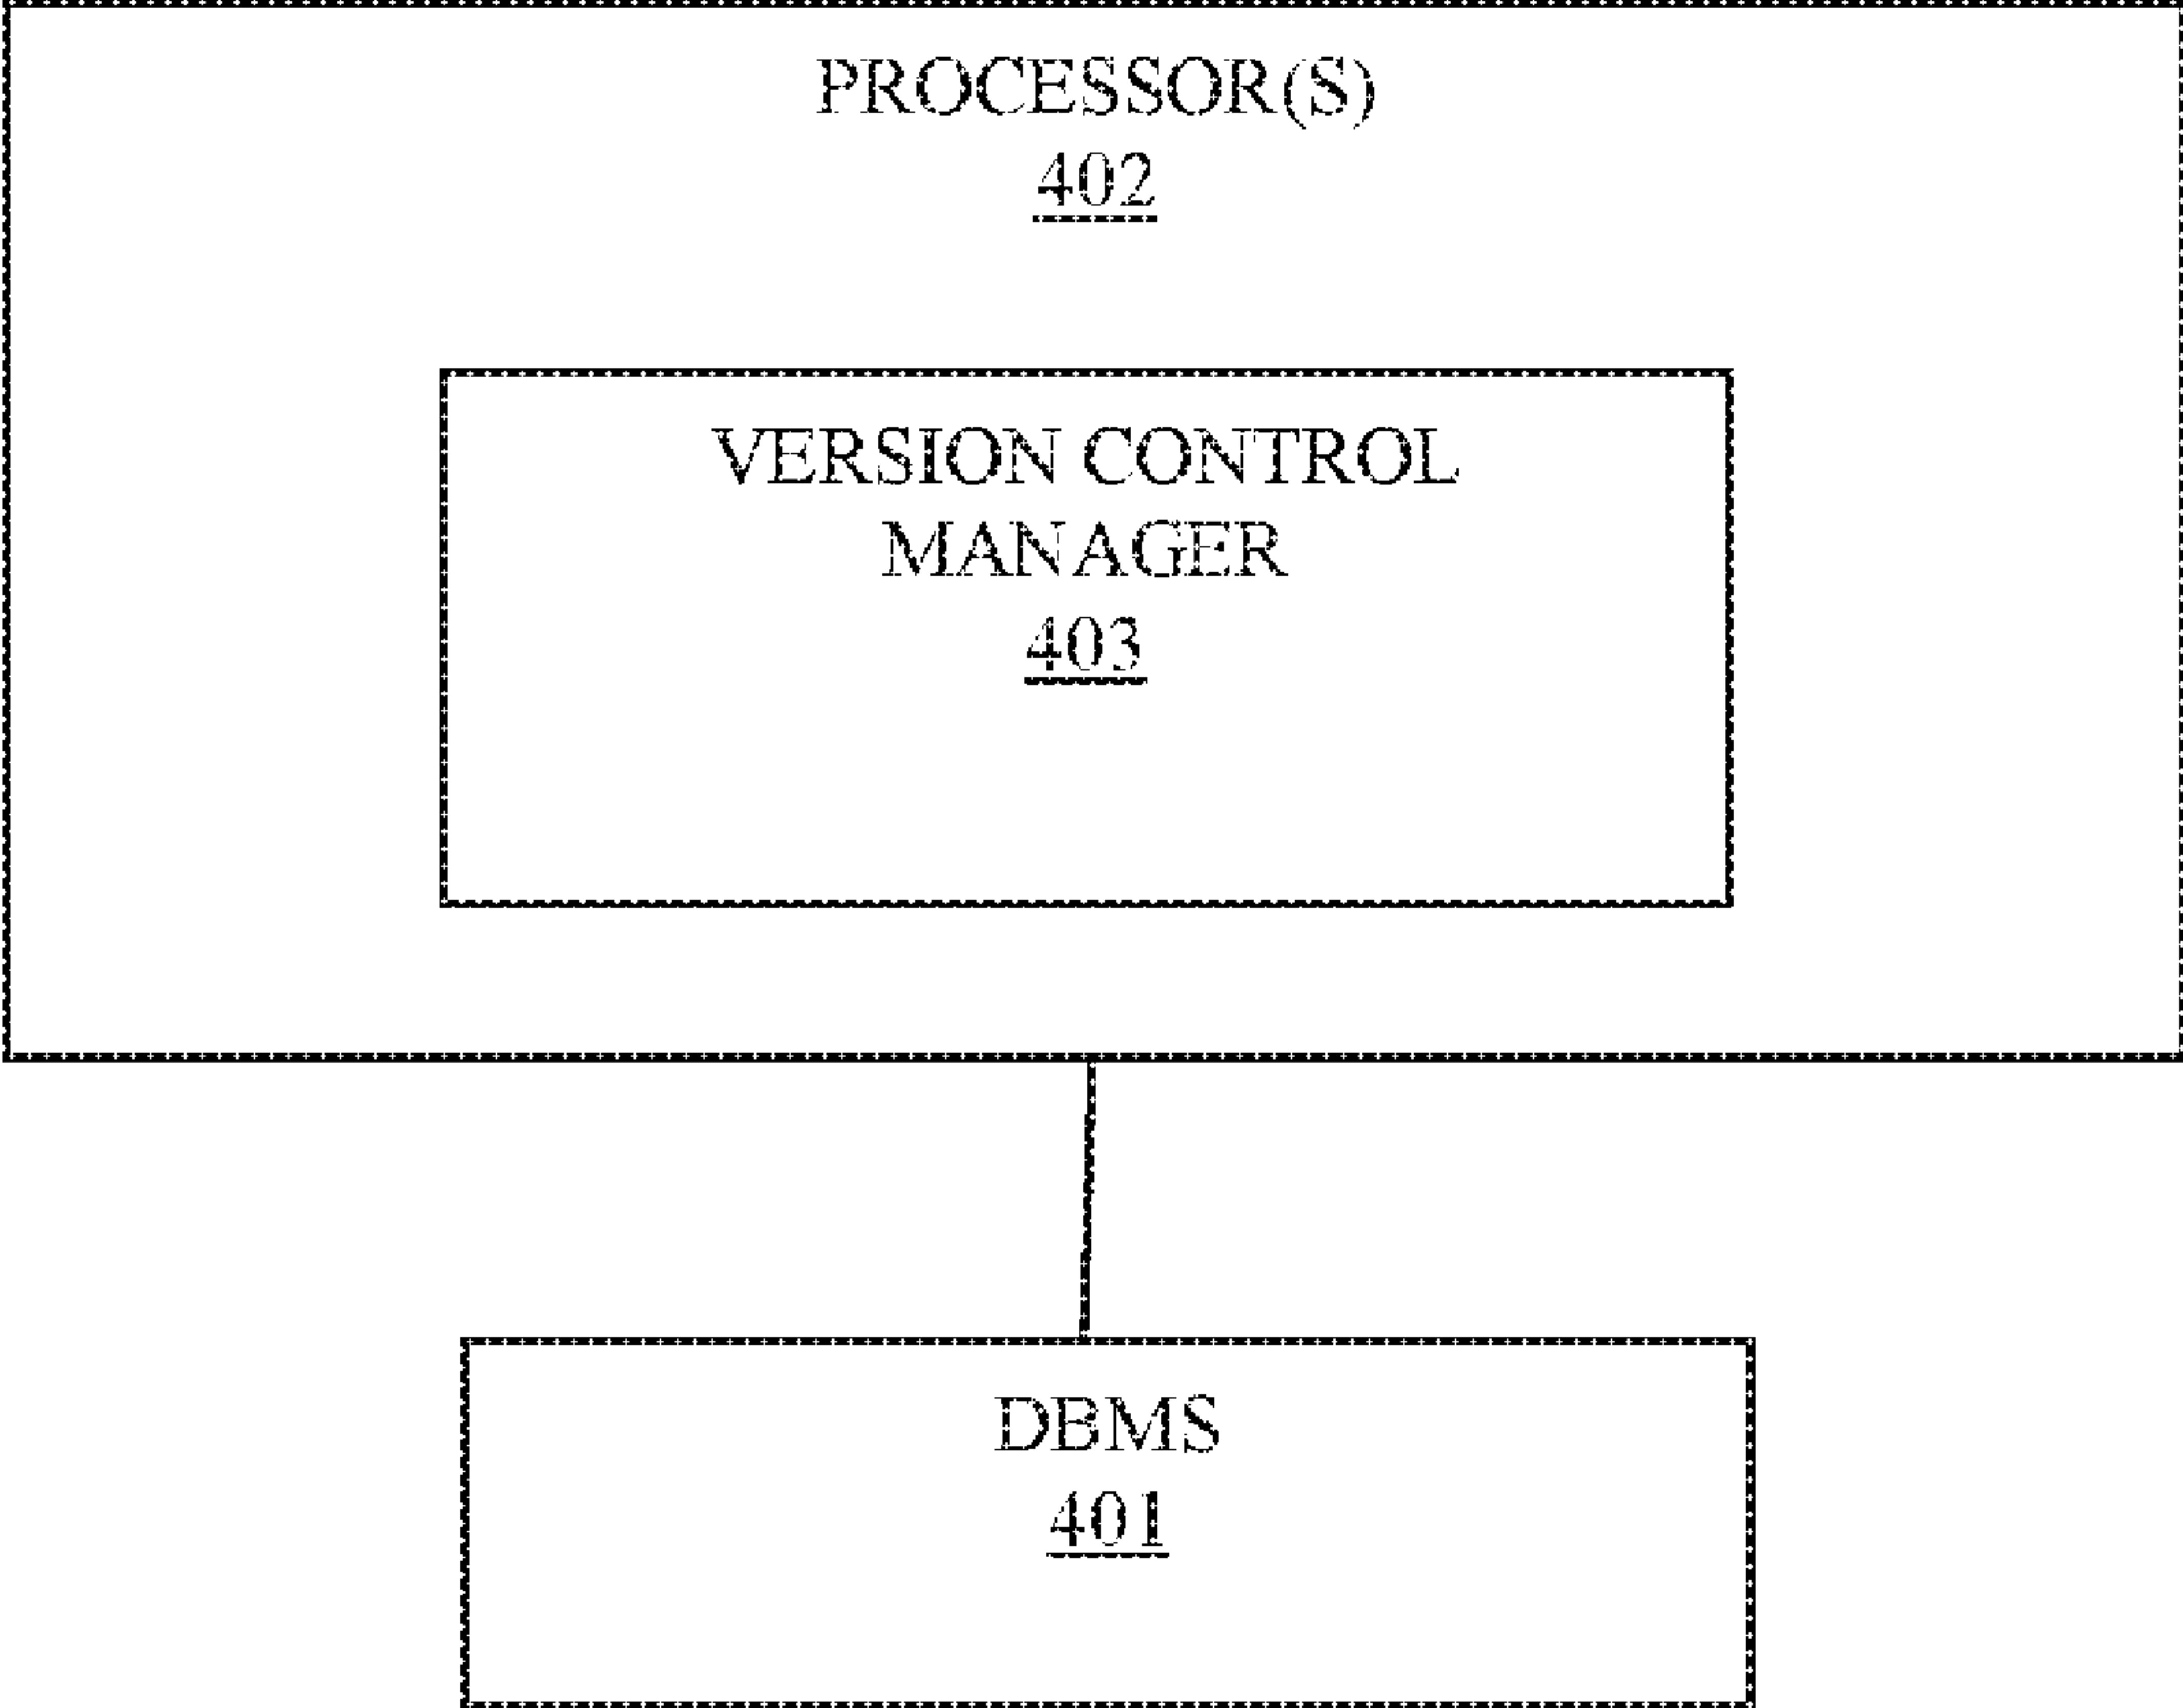 PROCESSOR(S)
402
VERSION CONTROL
MANAGER
403
DBMS
401